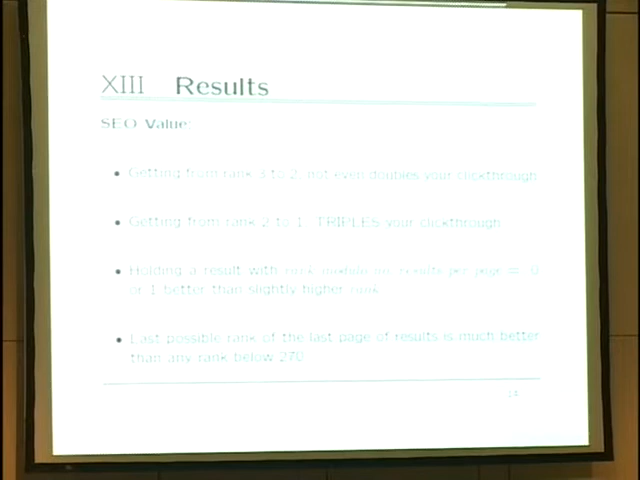 XIII Results
SEO Value:
• Getting from rank 3 to 2, not even doubles your clickthrough
• Getting from rank 2 to 1, TRIPLES your clickthrough
• Holding a result with rank modulo results per page = 0
or 1 better than slightly higher rank
• Last possible rank of the last page of results is much better
than any rank below 270